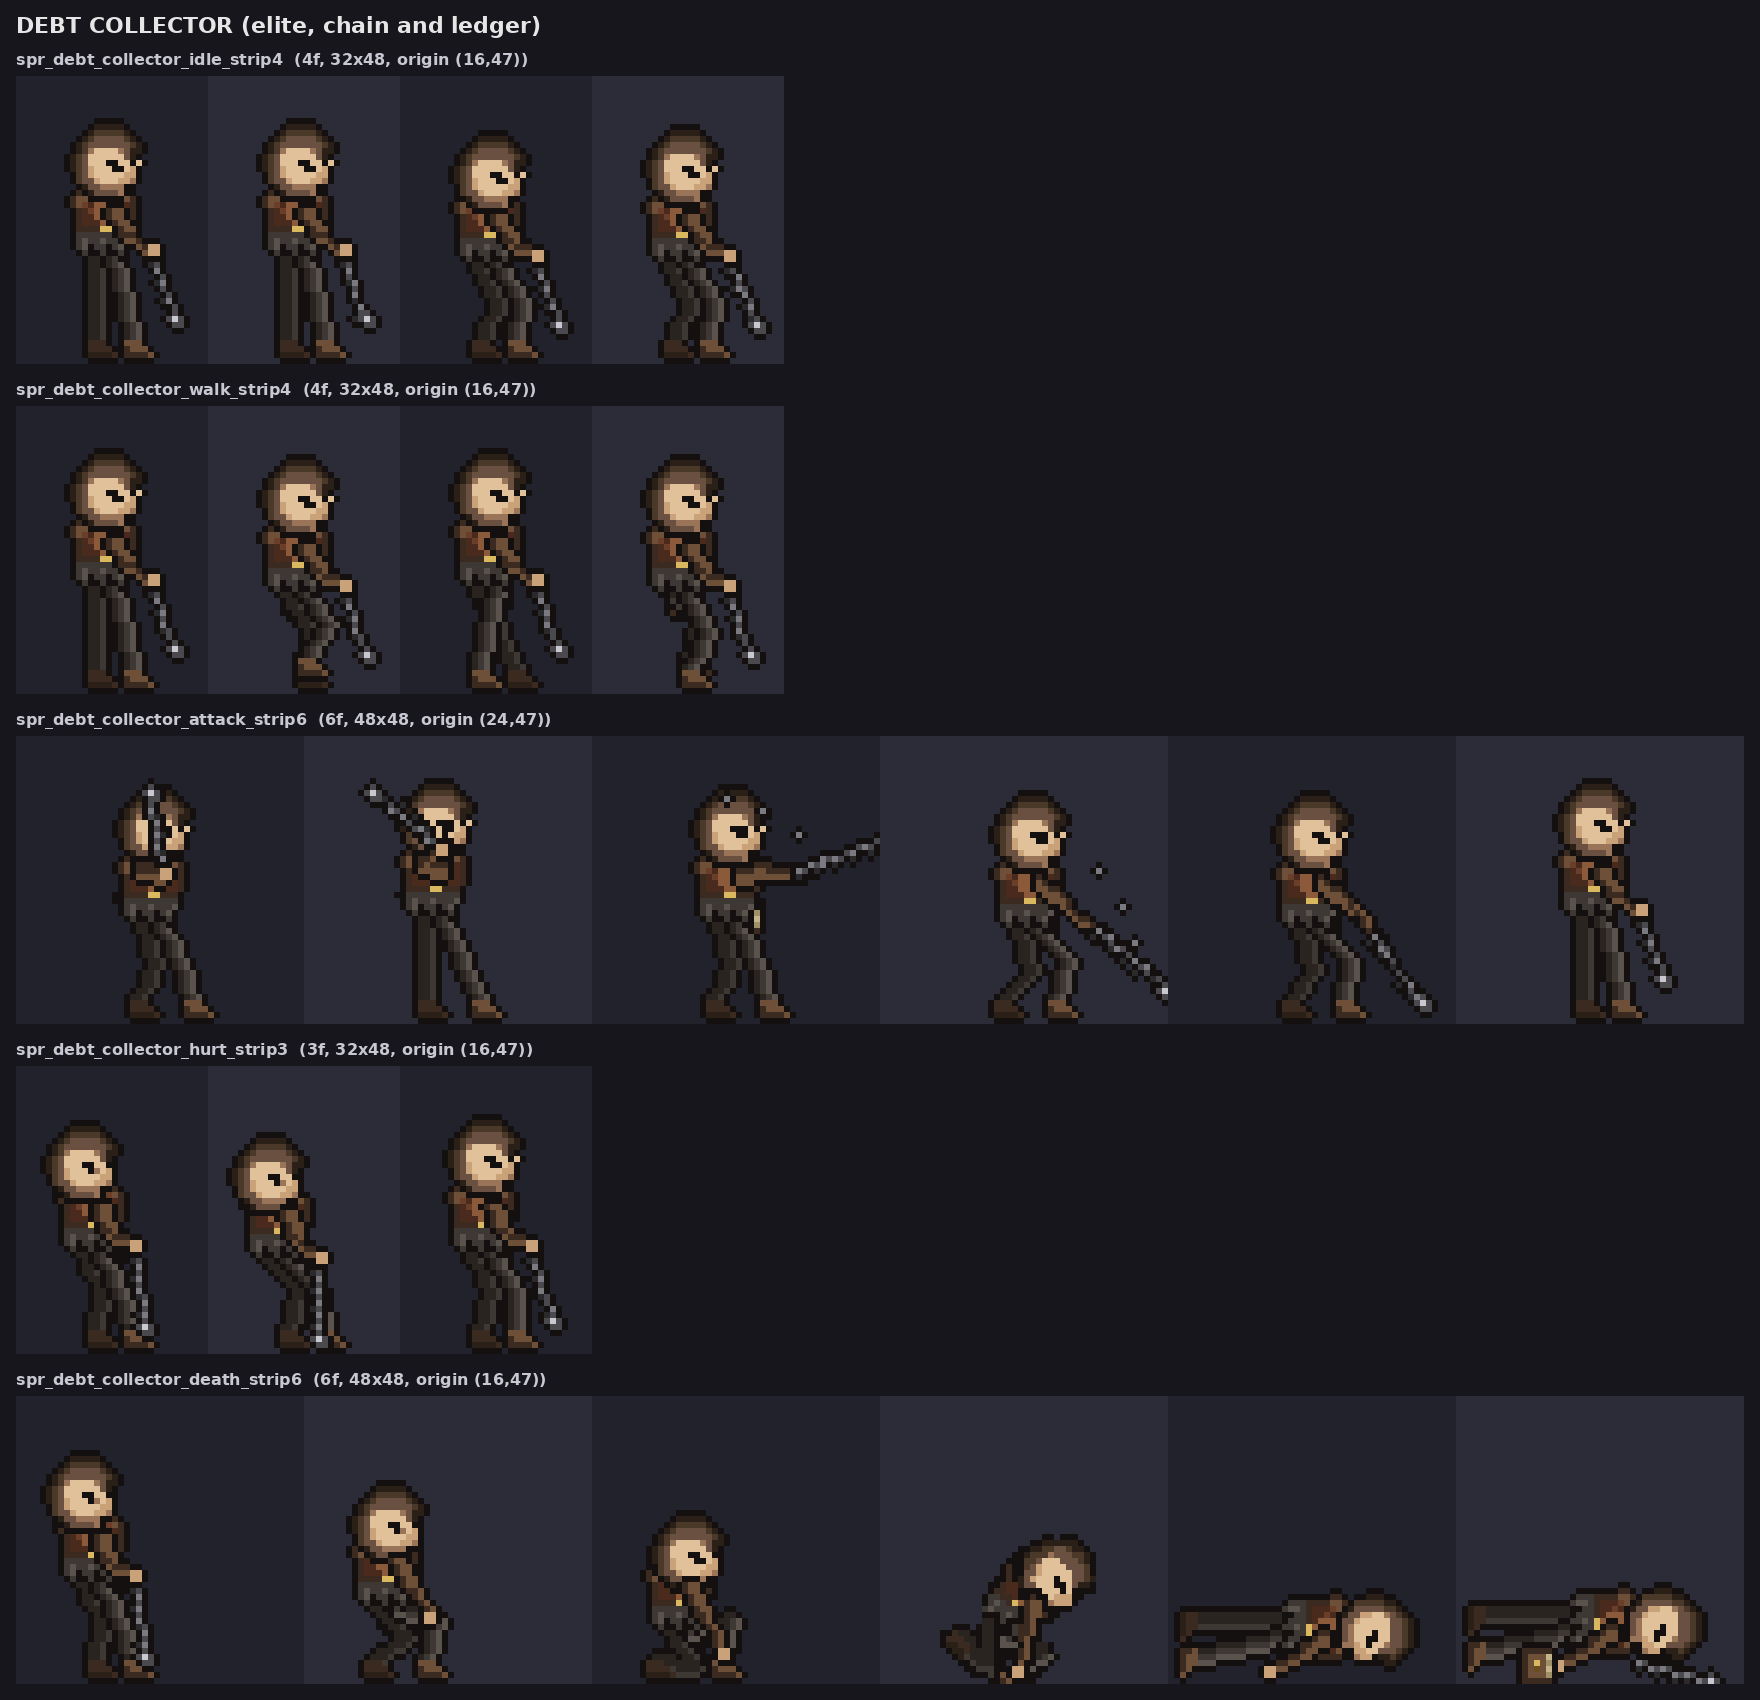 DEBT COLLECTOR (elite, chain and ledger)
spr_debt_collector_idle_strip4 (4f, 32x48, origin (16,47))
spr_debt_collector_walk_strip4 (4f, 32x48, origin (16,47))
spr_debt_collector_attack_strip6 (6f, 48x48, origin (24,47))
spr_debt_collector_hurt_strip3 (3f, 32x48, origin (16,47))
spr_debt_collector_death_strip6 (6f, 48x48, origin (16,47))